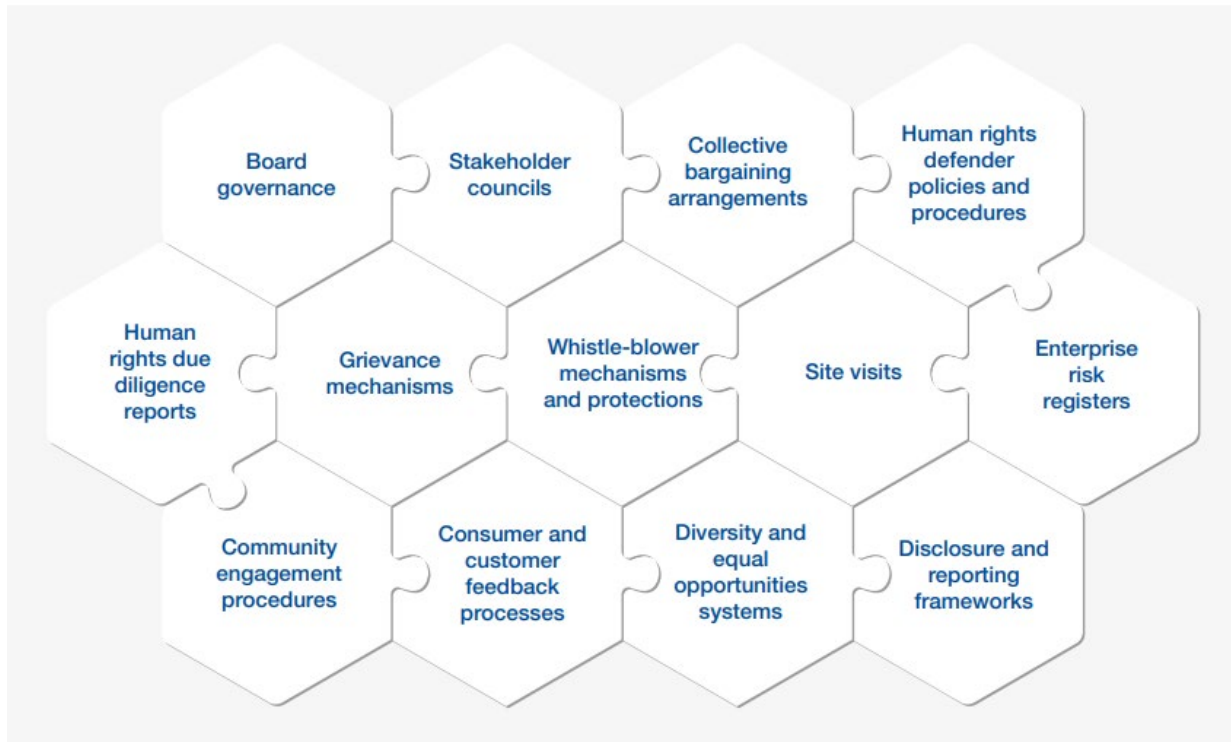 Board
governance
Stakeholder
councils
Collective
bargaining
arrangements
Human rights
defender
policies and
procedures
Human
rights due
diligence
reports
Grievance
mechanisms
Whistle-blower
mechanisms
and protections
Site visits
Enterprise
risk
registers
Community
engagement
procedures
Consumer and
customer
feedback
processes
Diversity and
equal
opportunities
systems
Disclosure and
reporting
frameworks